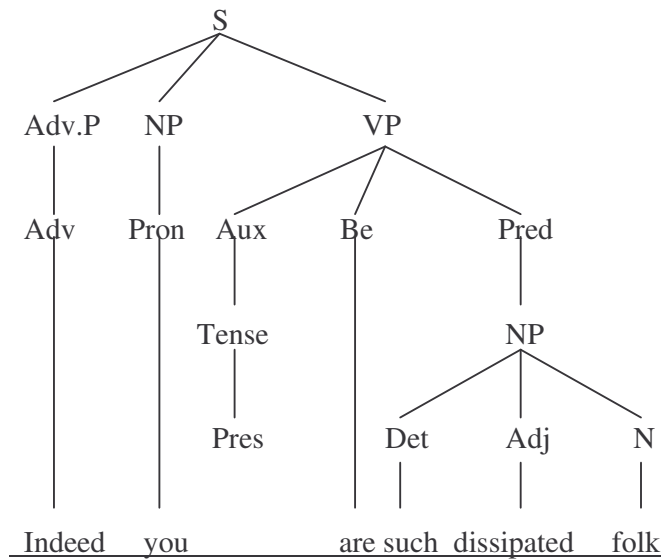 S
Adv.P NP VP
Adv Pron Aux Be Pred
Tense NP
Pres Det Adj N
Indeed you are such dissipated folk